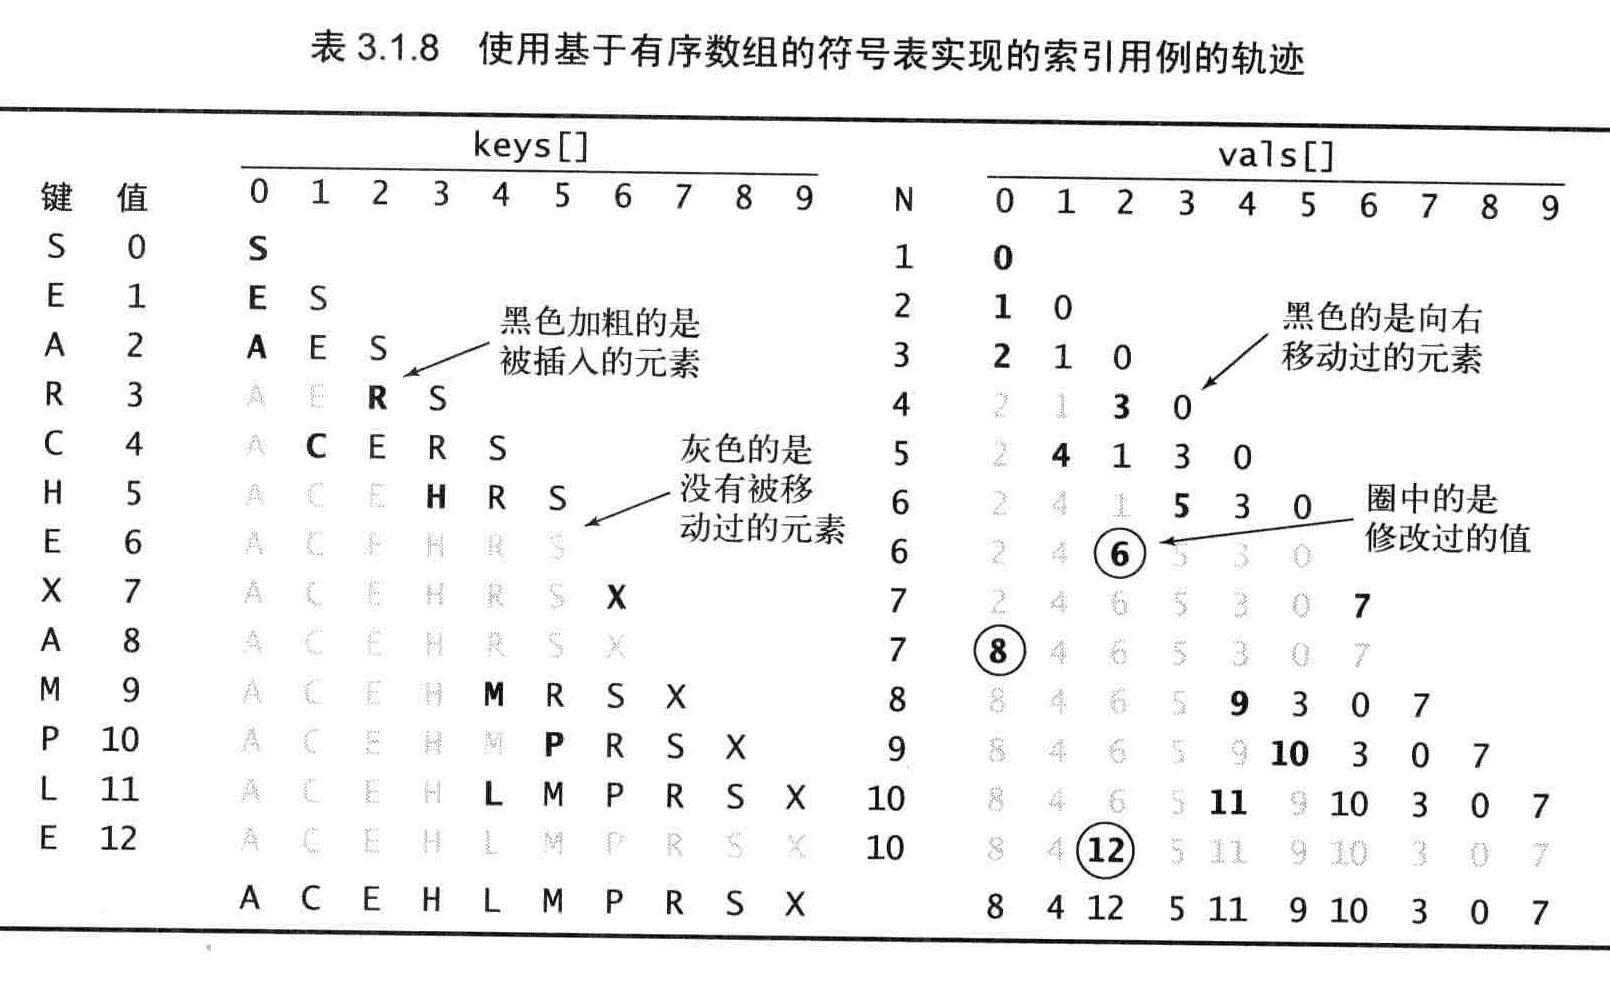 表 3.1.8 使用基于有序数组的符号表实现的索引用例的轨迹
keys[]
vals[]
键 值 0 1 2 3 4 5 6 7 8 9 N 0 1 2 3 4 5 6 7 8 9
S 0 S 1 0
E 1 E S 2 1 0
黑色加粗的是
被插入的元素
黑色的是向右
移动过的元素
A 2 A E S 3 2 1 0
R 3 A E R S 4 2 1 3 0
C 4 A C E R S 5 2 4 1 3 0
灰色的是
没有被移
动过的元素
H 5 A C E H R S 6 2 4 1 5 3 0
圈中的是
修改过的值
E 6 A C E H R S 6 2 4 6 5 3 0
X 7 A C E H R S X 7 2 4 6 5 3 0 7
A 8 A C E H R S X 7 8 4 6 5 3 0 7
M 9 A C E H M R S X 8 8 4 6 5 9 3 0 7
P 10 A C E H M P R S X 9 8 4 6 5 9 10 3 0 7
L 11 A C E H L M P R S X 10 8 4 6 5 11 9 10 3 0 7
E 12 A C E H L M P R S X 10 8 4 12 5 11 9 10 3 0 7
A C E H L M P R S X 8 4 12 5 11 9 10 3 0 7